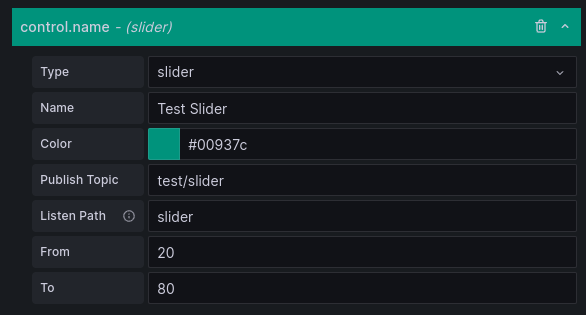 control.name - (slider)
Type slider
Name Test Slider
Color #00937c
Publish Topic test/slider
Listen Path slider
From 20
To 80